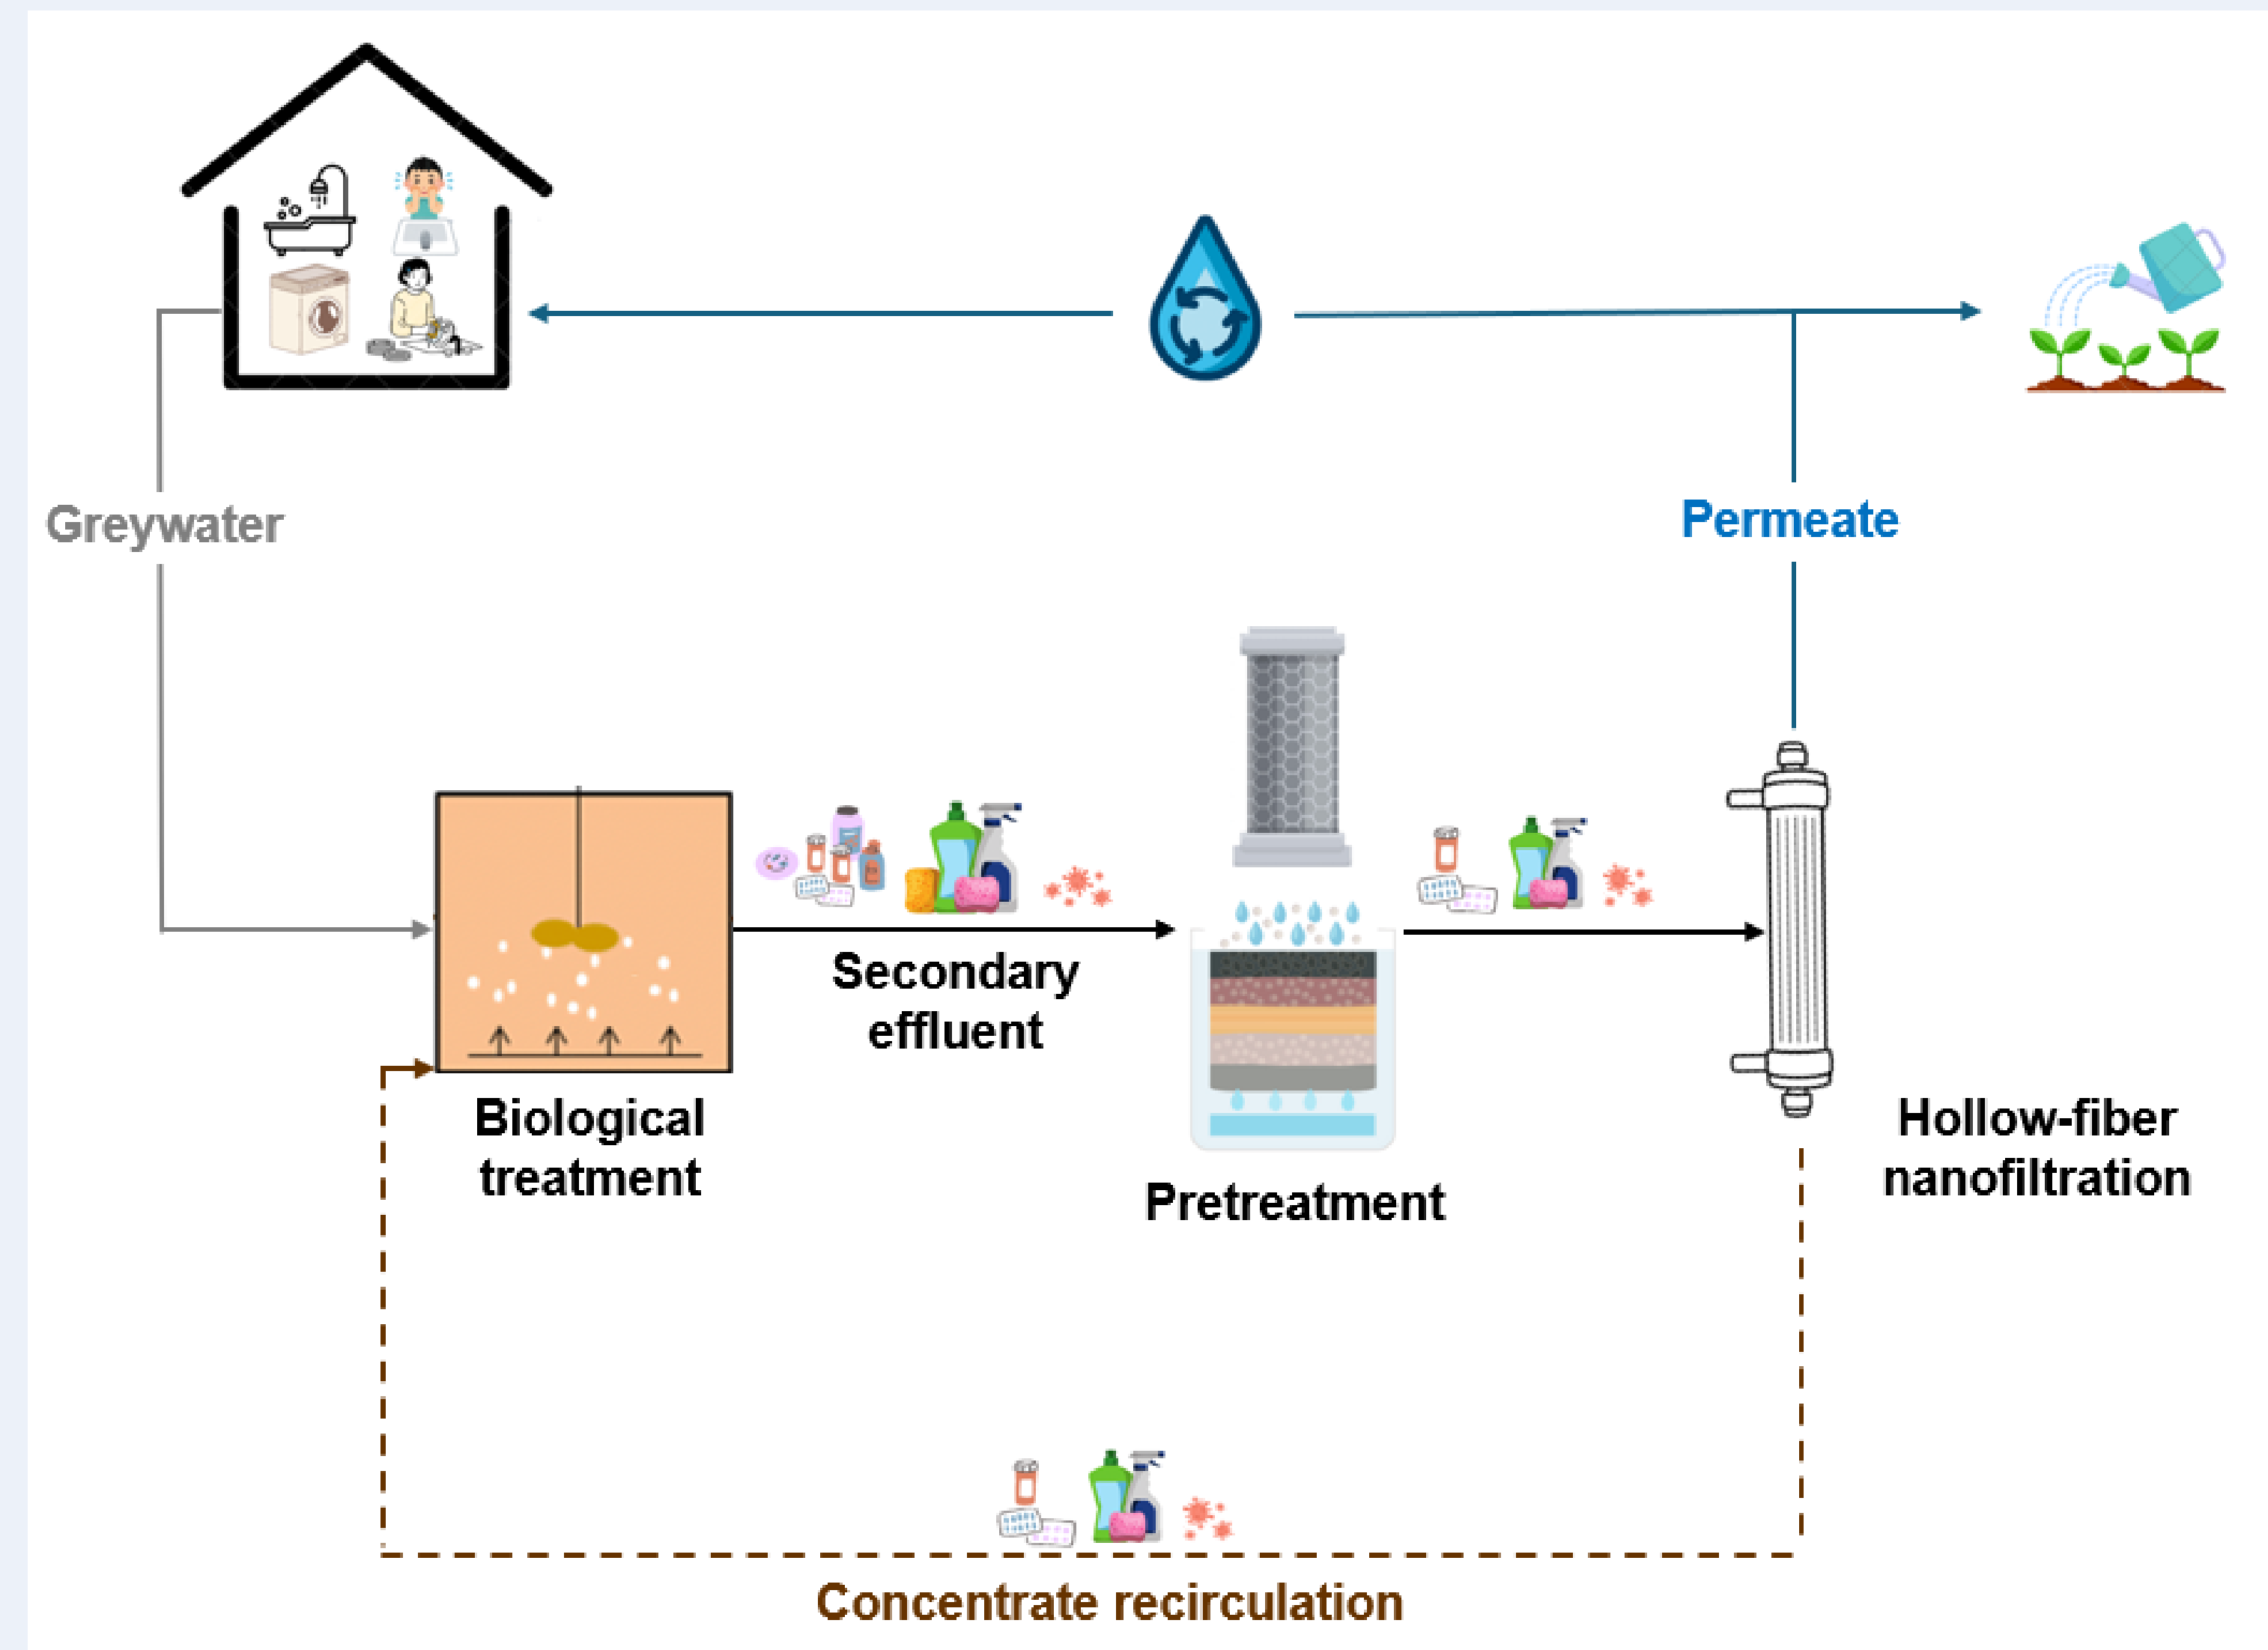 Greywater
Permeate
Secondary
effluent
Biological
treatment
Pretreatment
Hollow-fiber
nanofiltration
Concentrate recirculation